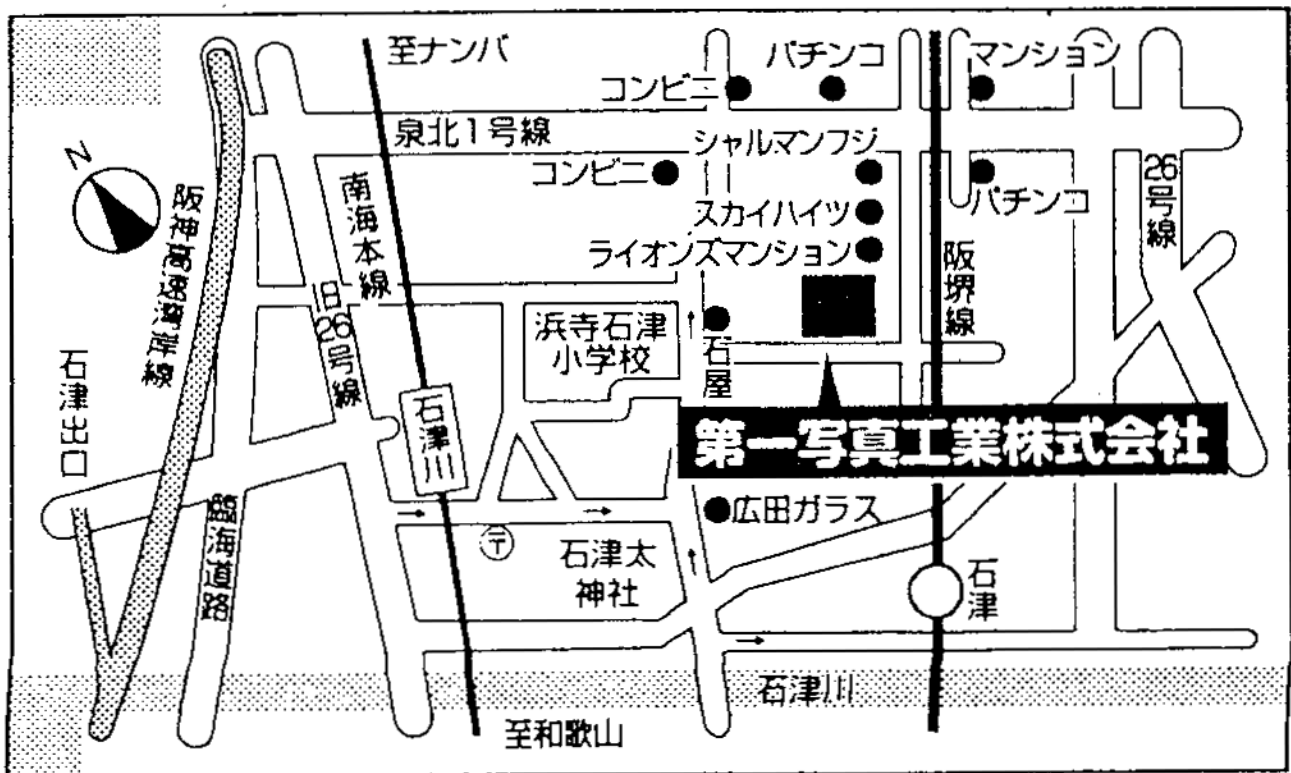 至ナンバ
パチンコ
マンション
コンビニ
泉北1号線
シャルマンフジ
コンビニ
N
スカイハイツ
パチンコ
26号線
ライオンズマンション
阪神高速湾岸線
南海本線
旧26号線
阪堺線
浜寺石津
小学校
石屋
石津出口
石津川
第一写真工業株式会社
広田ガラス
臨海道路
〒
石津太
神社
石津
石津川
至和歌山